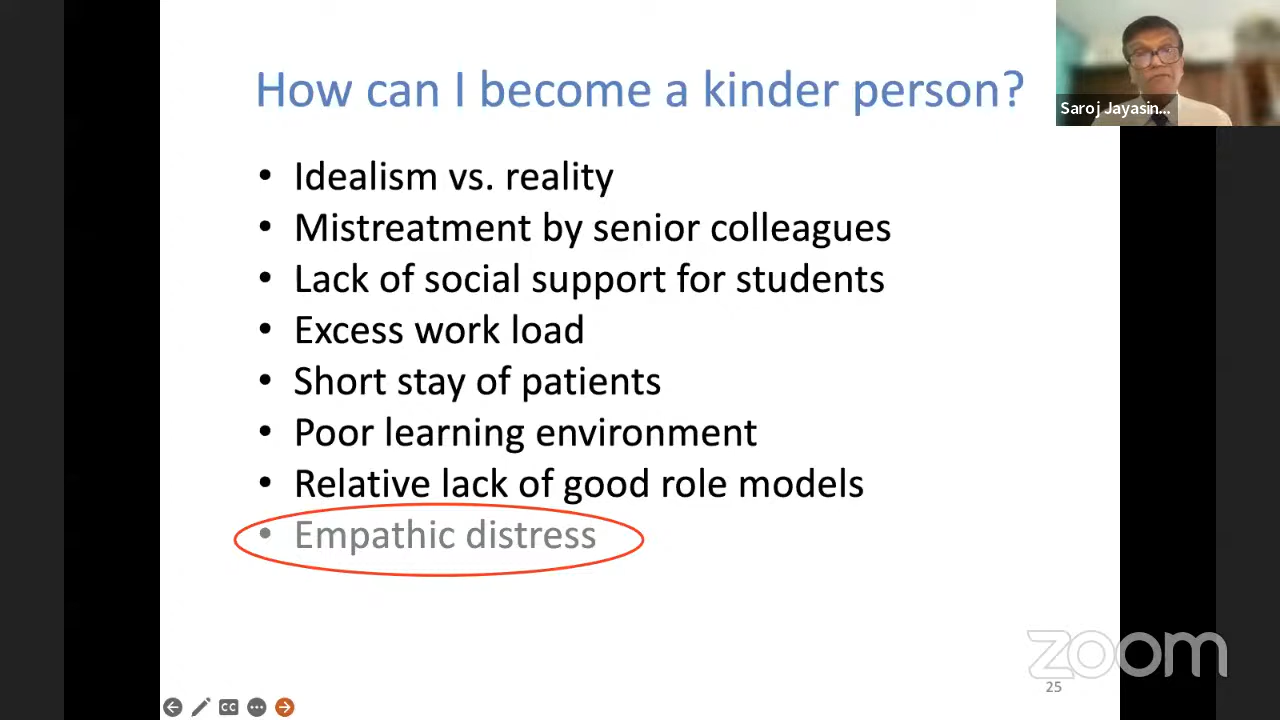 How can I become a kinder person?
Saroj Jayasin...
• Idealism vs. reality
• Mistreatment by senior colleagues
• Lack of social support for students
• Excess work load
• Short stay of patients
• Poor learning environment
• Relative lack of good role models
• Empathic distress
zoom
25
CC